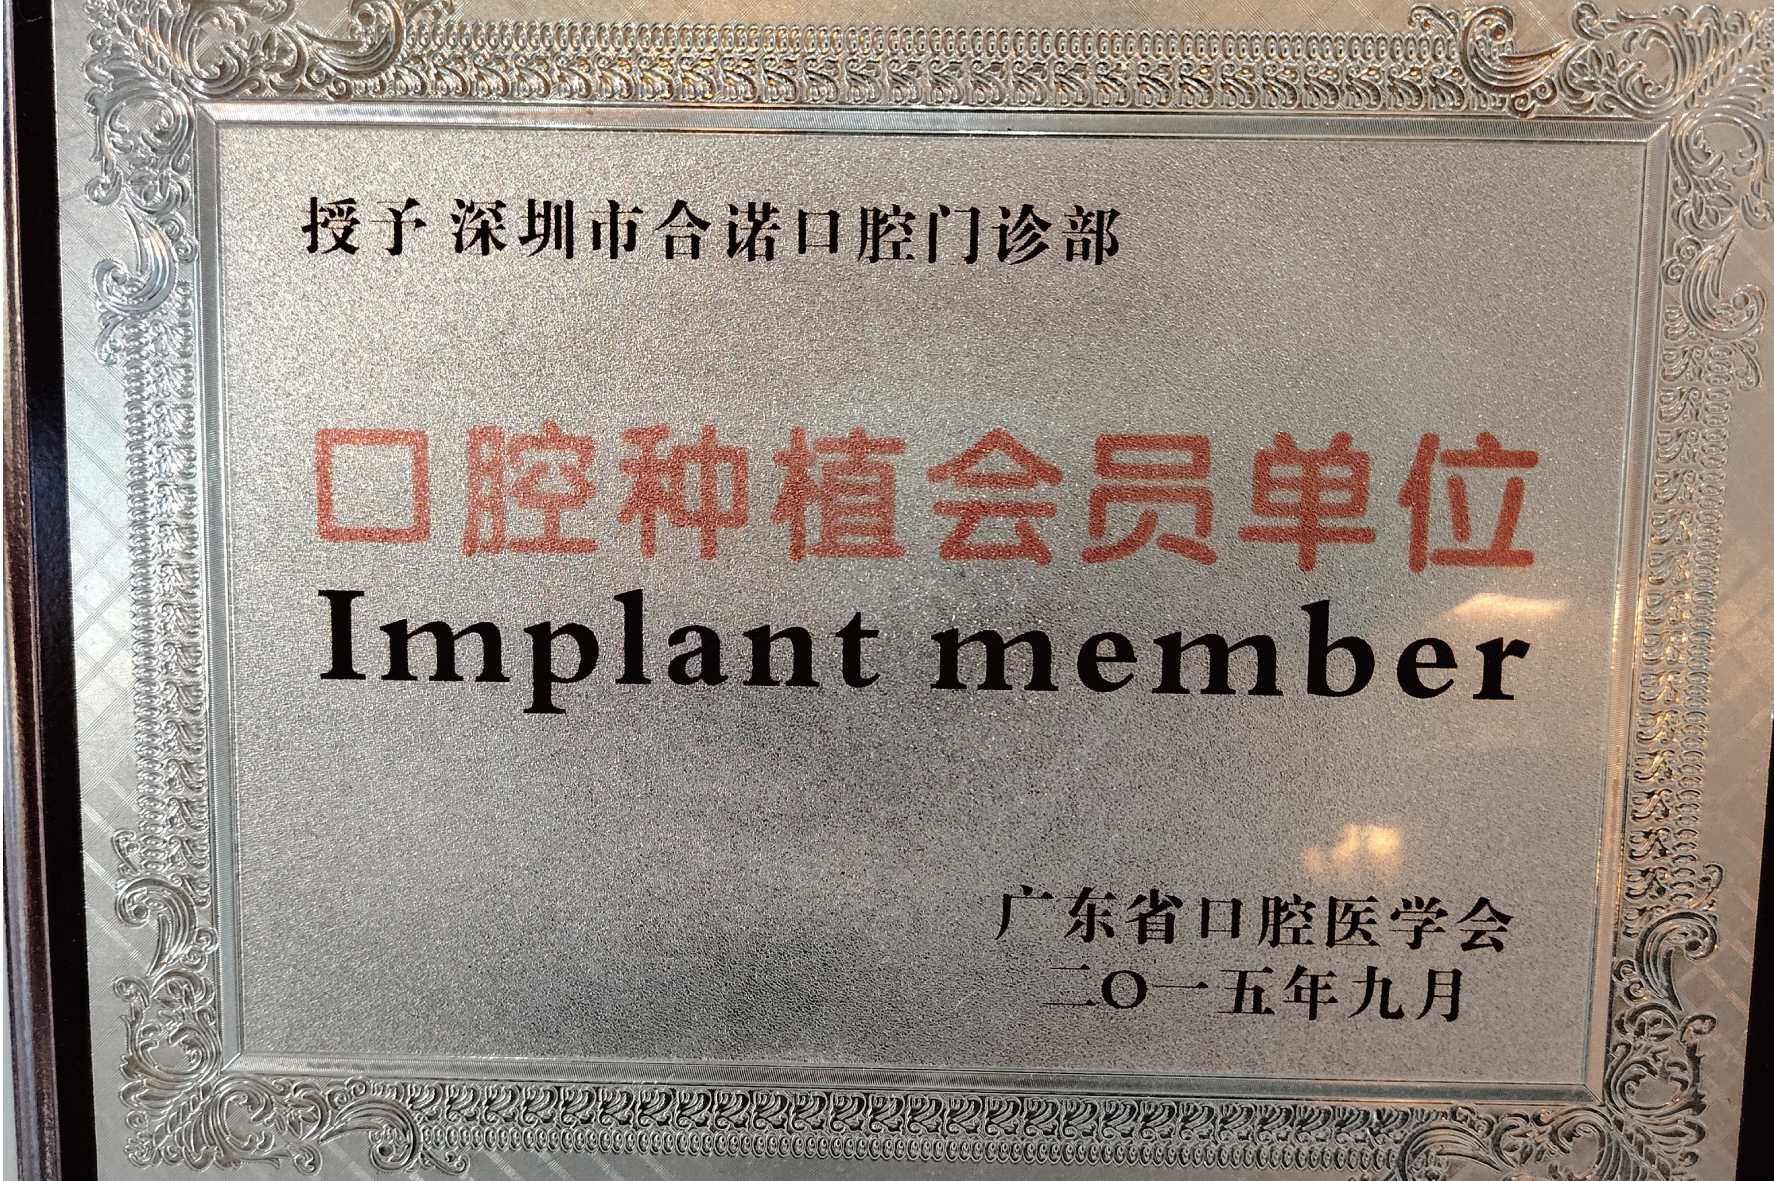 授予 深圳市合诺口腔门诊部
口腔种植会员单位
Implant member
广东省口腔医学会
二〇一五年九月